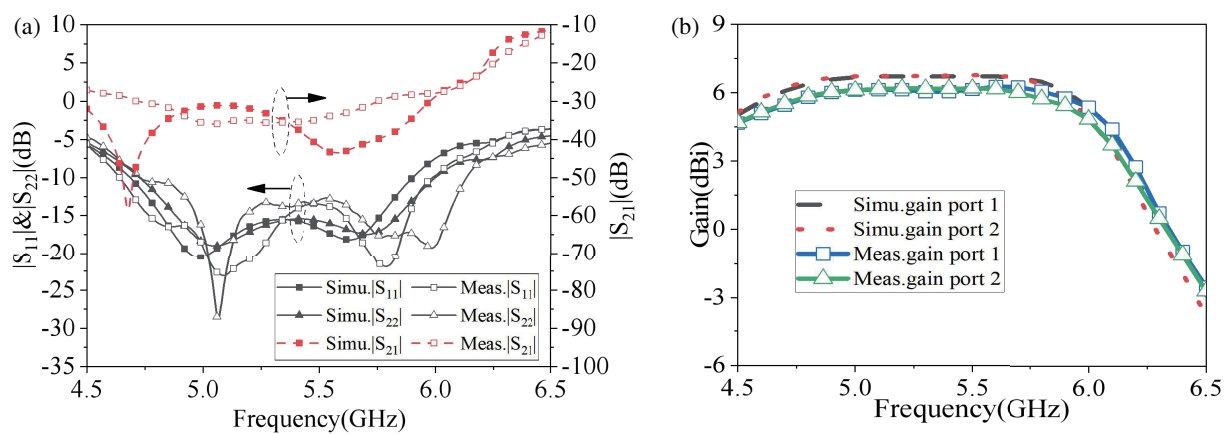 (a)
10
5
0
-5
-10
-15
-20
-25
-30
-35
|S11|&|S22|(dB)
4.5 5.0 5.5 6.0 6.5
Frequency(GHz)
-10
-20
-30
-40
-50
-60
-70
-80
-90
-100
|S21|(dB)
Simu.|S11| Meas.|S11|
Simu.|S22| Meas.|S22|
Simu.|S21| Meas.|S21|
(b)
9
6
3
0
-3
-6
Gain(dBi)
4.5 5.0 5.5 6.0 6.5
Frequency(GHz)
Simu.gain port 1
Simu.gain port 2
Meas.gain port 1
Meas.gain port 2